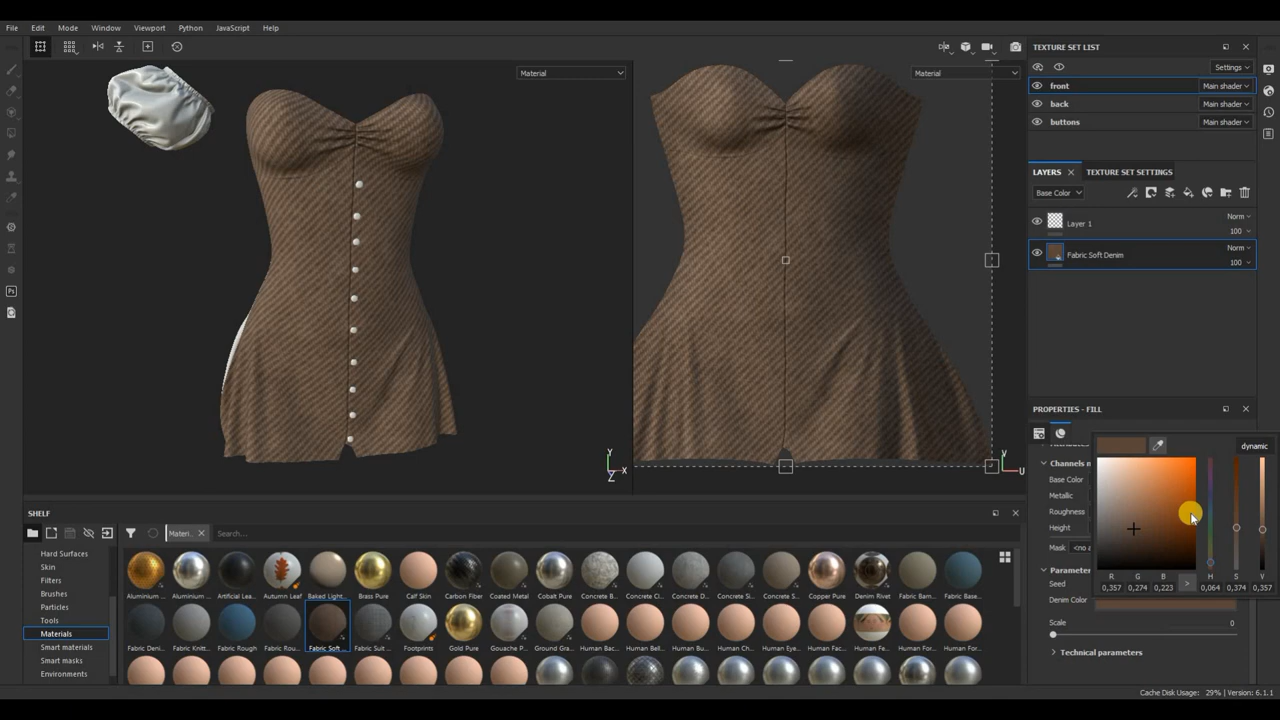 File Edit Mode Window Viewport Python JavaScript Help
Material
Material
TEXTURE SET LIST
Settings
front Main shader
back Main shader
buttons Main shader
LAYERS TEXTURE SET SETTINGS
Base Color
Layer 1 Norm
100
Fabric Soft Denim Norm
100
Y
X
Z
V
U
PROPERTIES - FILL
dynamic
Channels m
Base Color
Metallic
Roughness
Height
Mask <no a
R G B H S V
0,357 0,274 0,223 0,064 0,374 0,357
Parameter
Seed
Denim Color
Scale 0
Technical parameters
SHELF
Materi... Search...
Hard Surfaces
Skin
Filters
Brushes
Particles
Tools
Materials
Smart materials
Smart masks
Environments
Aluminium ... Aluminium ... Artificial Lea... Autumn Leaf Baked Light... Brass Pure Calf Skin Carbon Fiber Coated Metal Cobalt Pure Concrete B... Concrete Cl... Concrete D... Concrete S... Concrete S... Copper Pure Denim Rivet Fabric Barn... Fabric Base...
Fabric Deni... Fabric Knitt... Fabric Rough Fabric Rou... Fabric Soft ... Fabric Suit ... Footprints Gold Pure Gouache P... Ground Gra... Human Bac... Human Bell... Human Bu... Human Che... Human Eye... Human Fac... Human Fe... Human For... Human For...
Cache Disk Usage: 29% | Version: 6.1.1